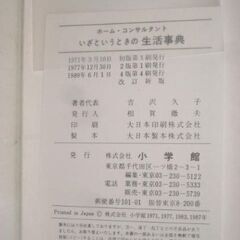 ホーム・コンサルタント
いざというときの 生活事典
1971年3月10日 初版第1刷発行
1977年12月30日 2版第1刷発行
1989年6月1日 4版第4刷発行
改訂新版
著者代表 吉沢久子
発行人 相賀徹夫
印刷 大日本印刷株式会社
製本 大日本製本株式会社
発行 株式会社 小学館
東京都千代田区一ツ橋2-3-1
編集─東京03-230-5122
電話 業務─東京03-230-5333
販売─東京03-230-5739
郵便番号101-01 振替東京8-200番
Printed in Japan © 株式会社 小学館1971,1977,1983,1987年